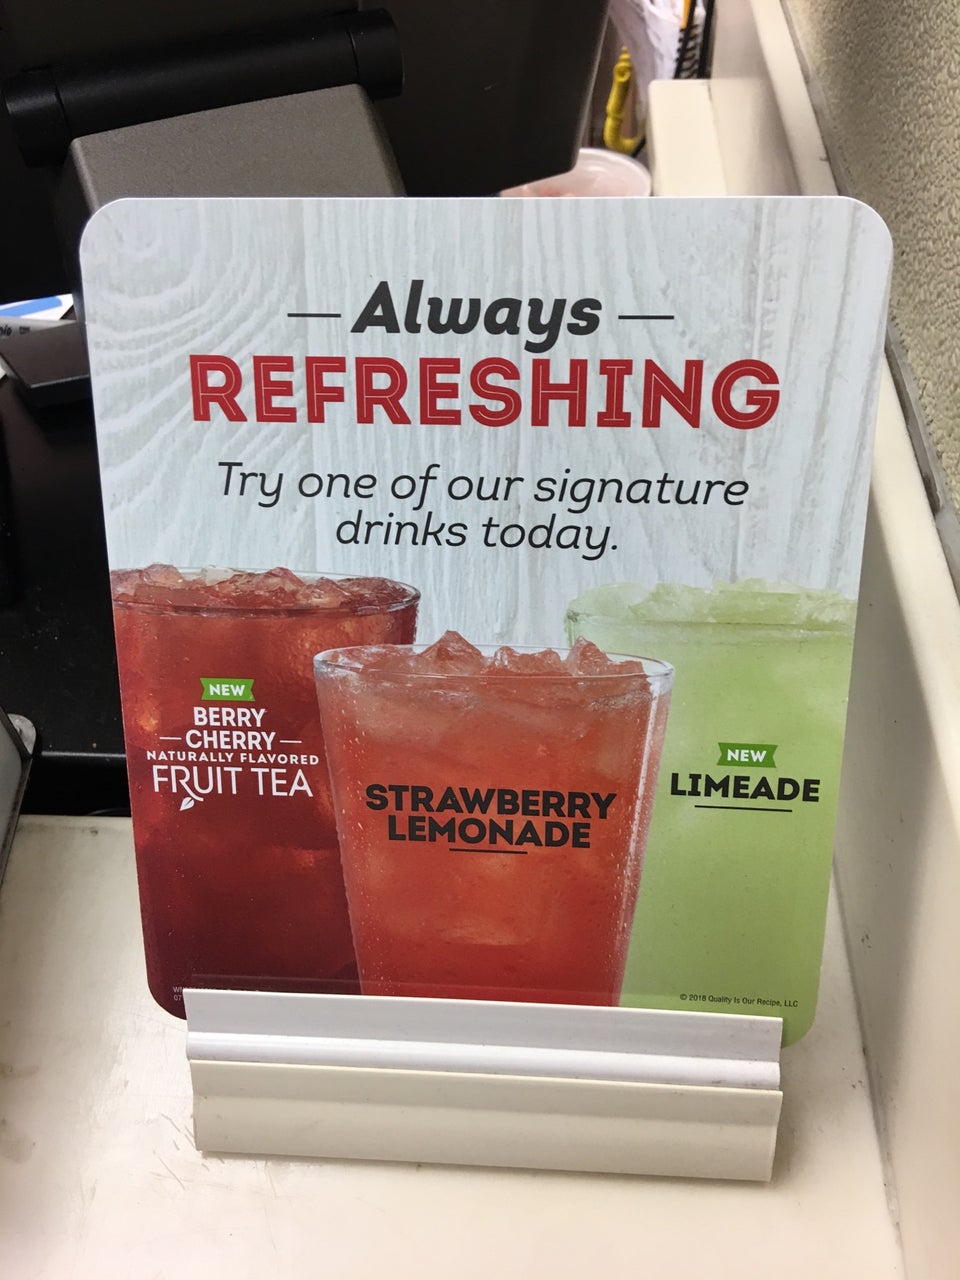 Always
REFRESHING
Try one of our signature
drinks today.
NEW
BERRY
CHERRY
NATURALLY FLAVORED
FRUIT TEA
STRAWBERRY
LEMONADE
NEW
LIMEADE
© 2018 Quality Is Our Recipe, LLC